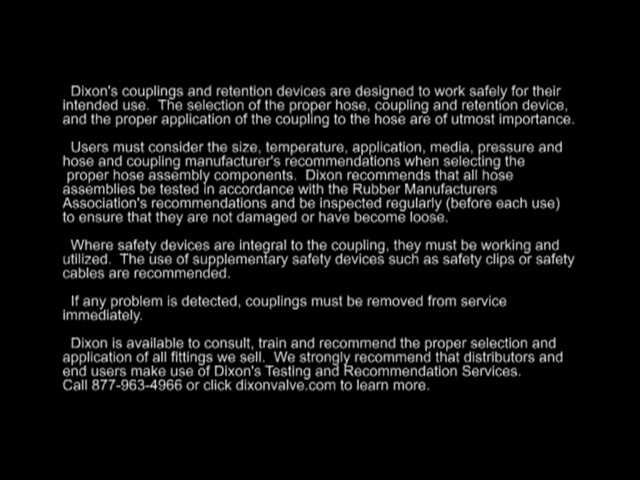 Dixon's couplings and retention devices are designed to work safely for their
intended use. The selection of the proper hose, coupling and retention device,
and the proper application of the coupling to the hose are of utmost importance.
Users must consider the size, temperature, application, media, pressure and
hose and coupling manufacturer's recommendations when selecting the
proper hose assembly components. Dixon recommends that all hose
assemblies be tested in accordance with the Rubber Manufacturers
Association's recommendations and be inspected regularly (before each use)
to ensure that they are not damaged or have become loose.
Where safety devices are integral to the coupling, they must be working and
utilized. The use of supplementary safety devices such as safety clips or safety
cables are recommended.
If any problem is detected, couplings must be removed from service
immediately.
Dixon is available to consult, train and recommend the proper selection and
application of all fittings we sell. We strongly recommend that distributors and
end users make use of Dixon's Testing and Recommendation Services.
Call 877-963-4966 or click dixonvalve.com to learn more.